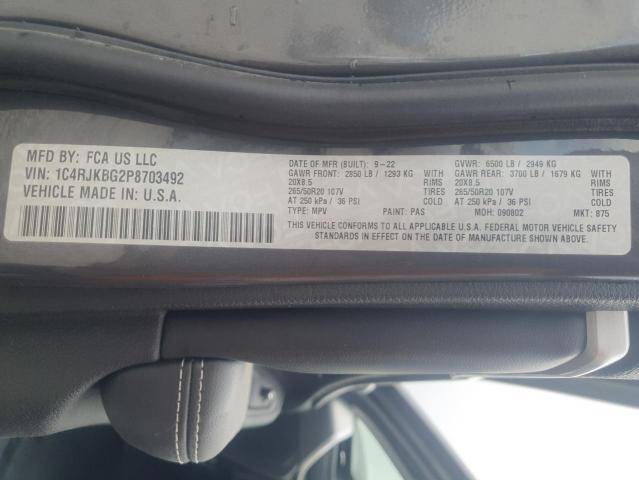 MFD BY: FCA US LLC
VIN: 1C4RJKBG2P8703492
VEHICLE MADE IN U.S.A.
DATE OF MFR (BUILT): 9-22 GVWR: 6500 LB / 2949 KG
GAWR FRONT: 2850 LB / 1293 KG WITH GAWR REAR: 3700 LB / 1679 KG WITH
20X8.5 RIMS 20X8.5 RIMS
265/50R20 107V TIRES 265/50R20 107V TIRES
AT 250 kPa / 36 PSI COLD AT 250 kPa / 36 PSI COLD
TYPE: MPV PAINT: PAS MDH: 090802 MKT: 875
THIS VEHICLE CONFORMS TO ALL APPLICABLE U.S.A. FEDERAL MOTOR VEHICLE SAFETY
STANDARDS IN EFFECT ON THE DATE OF MANUFACTURE SHOWN ABOVE.